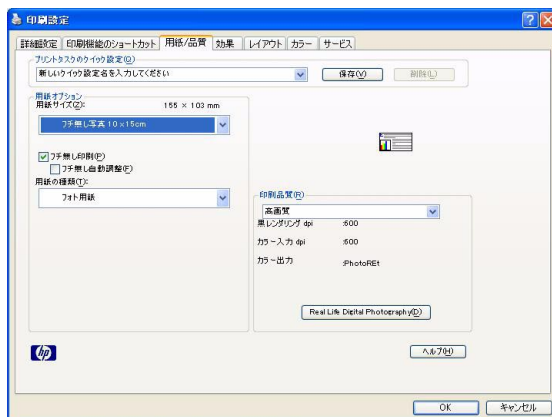 印刷設定
詳細設定 印刷機能のショートカット 用紙/品質 効果 レイアウト カラー サービス
プリントタスクのクイック設定(Q)
新しいクイック設定名を入力してください 保存(V) 削除(L)
用紙オプション
用紙サイズ(Z): 155 × 103 mm
フチ無し写真 10×15cm
フチ無し印刷(P)
フチ無し自動調整(F)
用紙の種類(T):
フォト用紙
印刷品質(R)
高画質
黒レンダリング dpi :600
カラー入力 dpi :600
カラー出力 :PhotoREt
Real Life Digital Photography(D)
hp
ヘルプ(H)
OK キャンセル